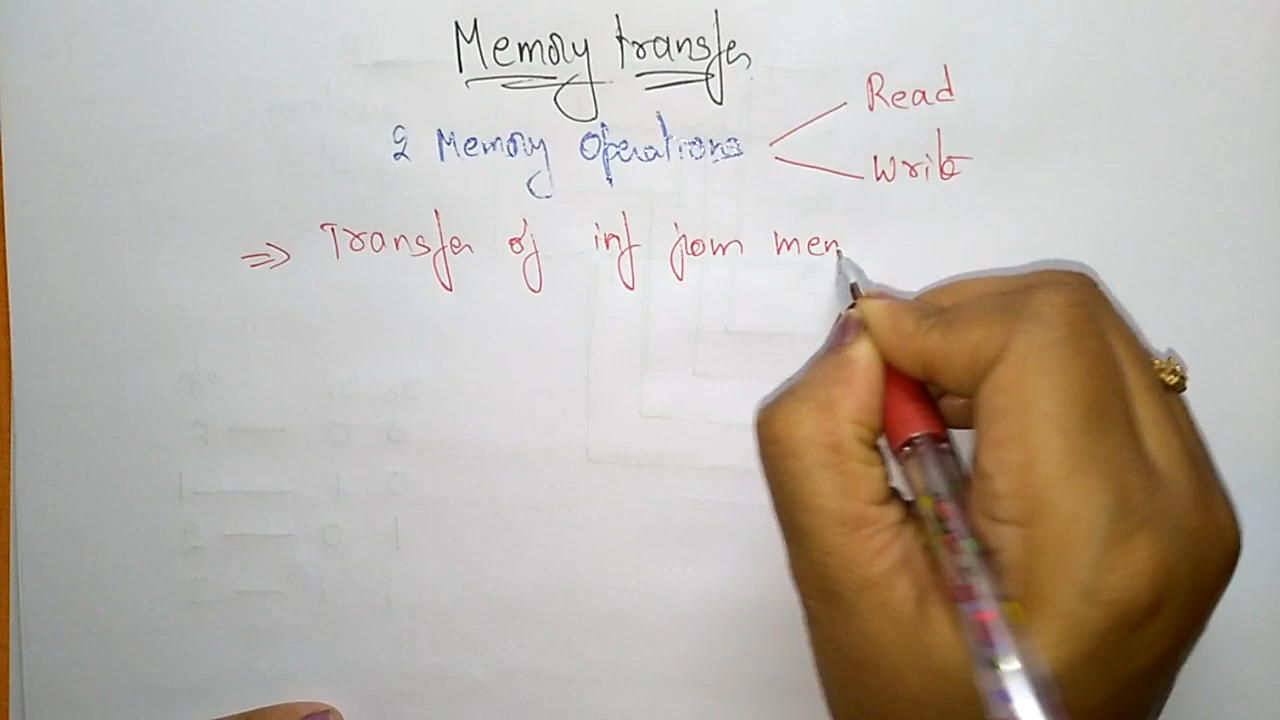 Memory transfer
2 Memory Operations
Read
Write
⇒ Transfer of inf from mem